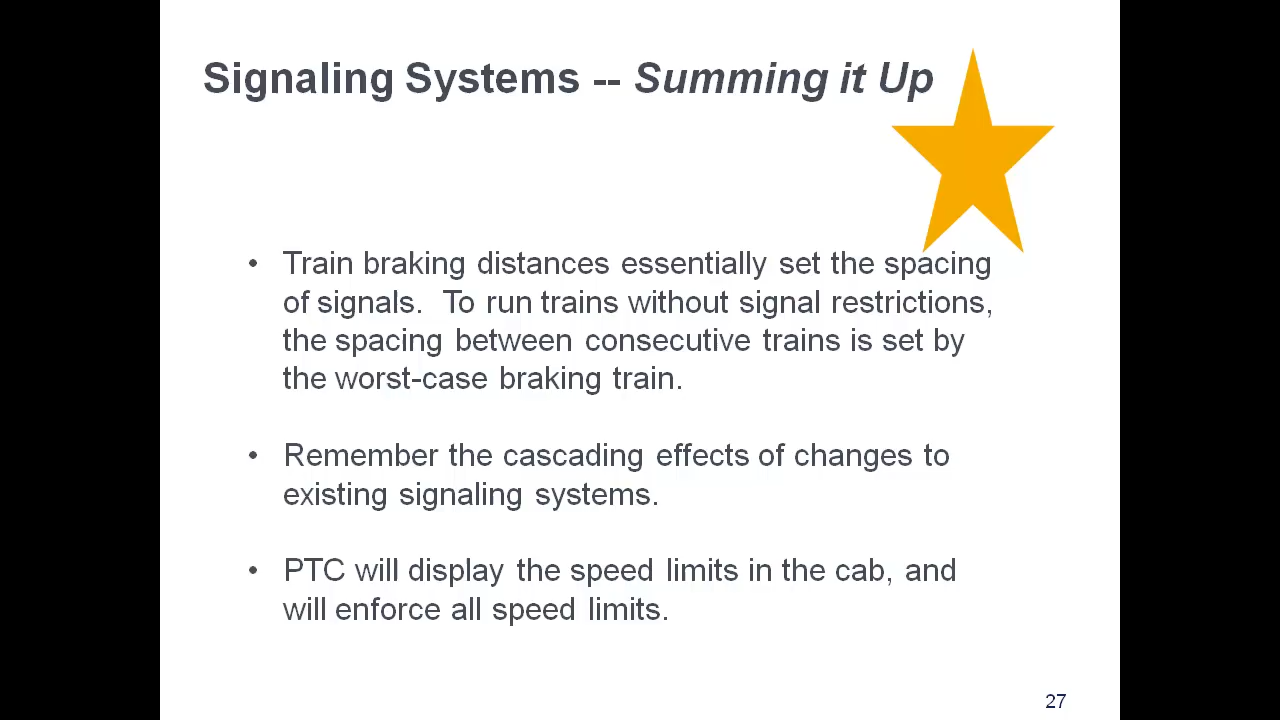 Signaling Systems -- Summing it Up
• Train braking distances essentially set the spacing
of signals.  To run trains without signal restrictions,
the spacing between consecutive trains is set by
the worst-case braking train.
• Remember the cascading effects of changes to
existing signaling systems.
• PTC will display the speed limits in the cab, and
will enforce all speed limits.
27